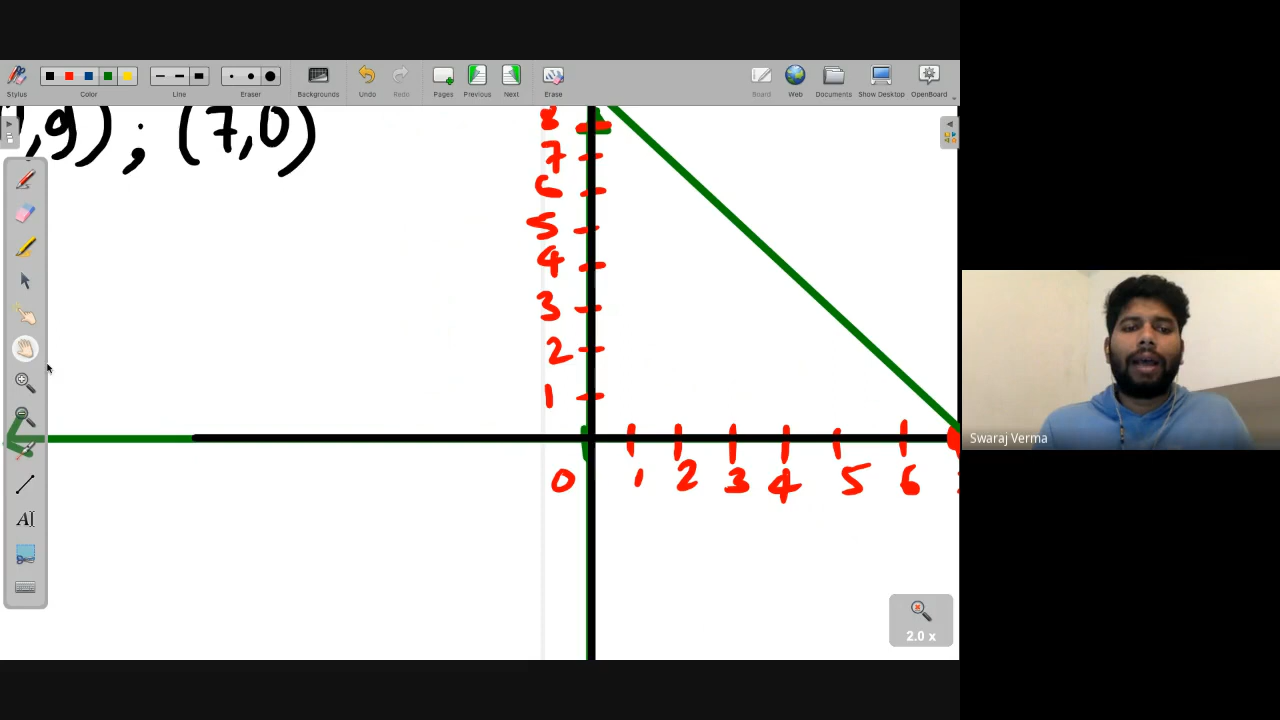 Stylus Color Line Eraser Backgrounds Undo Redo Pages Previous Next Erase Board Web Documents Show Desktop OpenBoard
,9) ; (7,0)
8
7
6
5
4
3
2
1
0 1 2 3 4 5 6
Swaraj Verma
2.0 x